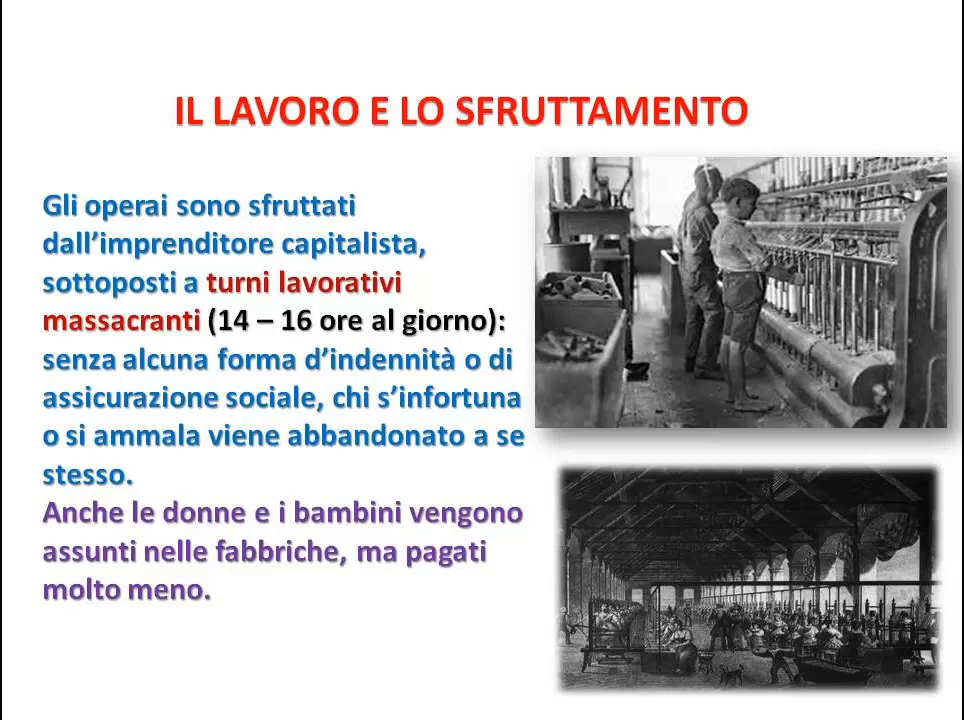 IL LAVORO E LO SFRUTTAMENTO
Gli operai sono sfruttati
dall’imprenditore capitalista,
sottoposti a turni lavorativi
massacranti (14 – 16 ore al giorno):
senza alcuna forma d’indennità o di
assicurazione sociale, chi s’infortuna
o si ammala viene abbandonato a se
stesso.
Anche le donne e i bambini vengono
assunti nelle fabbriche, ma pagati
molto meno.